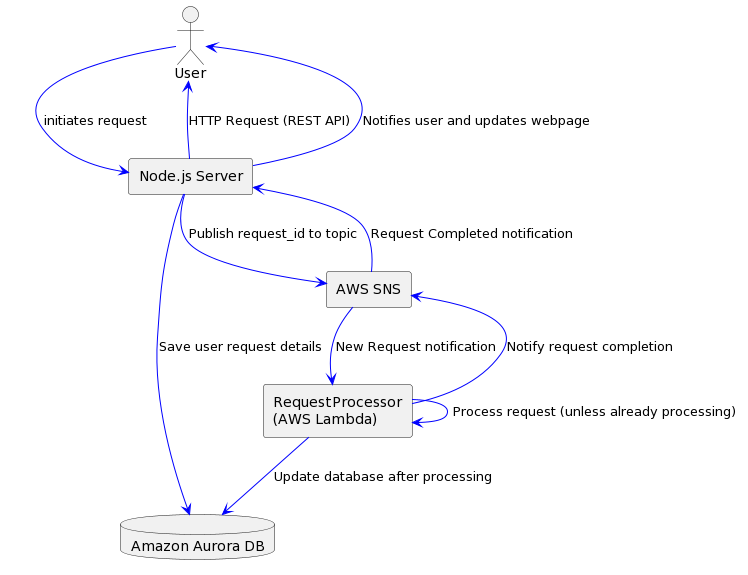 User
initiates request
HTTP Request (REST API)
Notifies user and updates webpage
Node.js Server
Publish request_id to topic
Request Completed notification
AWS SNS
Save user request details
New Request notification
Notify request completion
RequestProcessor
(AWS Lambda)
Process request (unless already processing)
Update database after processing
Amazon Aurora DB